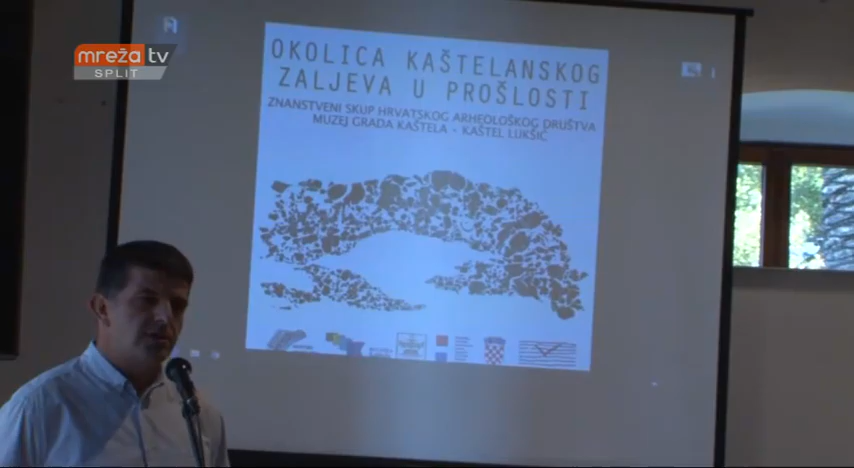 mreža tv
SPLIT
OKOLICA KAŠTELANSKOG
ZALJEVA U PROŠLOSTI
ZNANSTVENI SKUP HRVATSKOG ARHEOLOŠKOG DRUŠTVA
MUZEJ GRADA KAŠTELA - KAŠTEL LUKŠIĆ